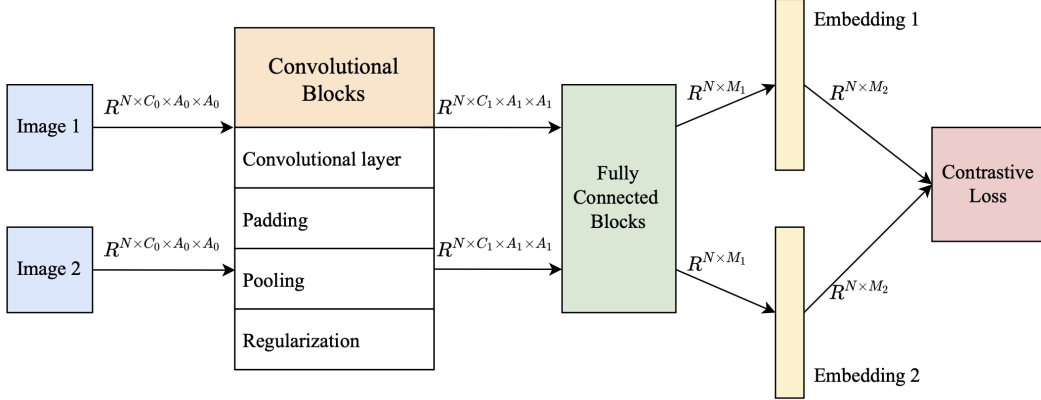 Embedding 1
Convolutional
Blocks
Image 1
R^{N×C_0×A_0×A_0}
R^{N×C_1×A_1×A_1}
R^{N×M_1}
R^{N×M_2}
Convolutional layer
Fully
Connected
Blocks
Contrastive
Loss
Padding
Image 2
R^{N×C_0×A_0×A_0}
R^{N×C_1×A_1×A_1}
R^{N×M_1}
R^{N×M_2}
Pooling
Regularization
Embedding 2